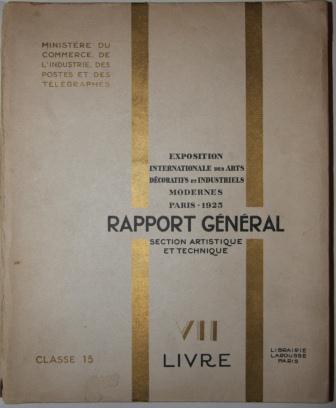 MINISTÈRE DU
COMMERCE, DE
L'INDUSTRIE, DES
POSTES ET DES
TÉLÉGRAPHES
EXPOSITION
INTERNATIONALE DES ARTS
DÉCORATIFS ET INDUSTRIELS
MODERNES
PARIS-1925
RAPPORT GÉNÉRAL
SECTION ARTISTIQUE
ET TECHNIQUE
VII
CLASSE 15
LIVRE
LIBRAIRIE
LAROUSSE
PARIS